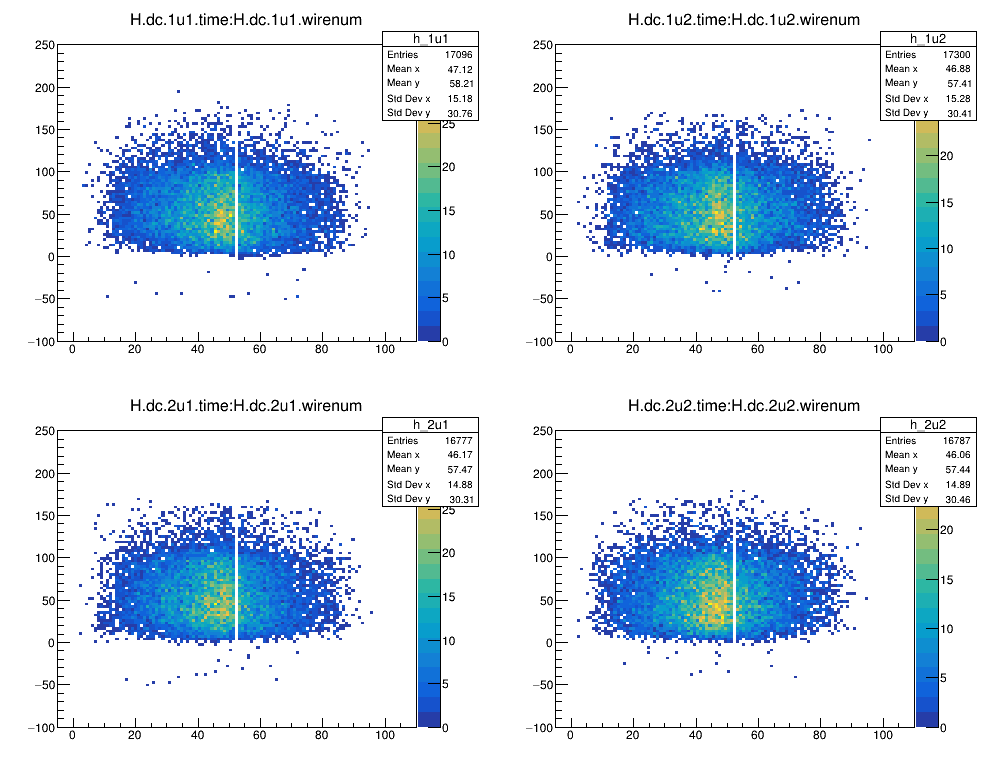 H.dc.1u1.time:H.dc.1u1.wirenum
h_1u1
Entries 17096
Mean x 47.12
Mean y 58.21
Std Dev x 15.18
Std Dev y 30.76
250
200
150
100
50
0
−50
−100
0 20 40 60 80 100
25
20
15
10
5
0
H.dc.1u2.time:H.dc.1u2.wirenum
h_1u2
Entries 17300
Mean x 46.88
Mean y 57.41
Std Dev x 15.28
Std Dev y 30.41
250
200
150
100
50
0
−50
−100
0 20 40 60 80 100
20
15
10
5
0
H.dc.2u1.time:H.dc.2u1.wirenum
h_2u1
Entries 16777
Mean x 46.17
Mean y 57.47
Std Dev x 14.88
Std Dev y 30.31
250
200
150
100
50
0
−50
−100
0 20 40 60 80 100
25
20
15
10
5
0
H.dc.2u2.time:H.dc.2u2.wirenum
h_2u2
Entries 16787
Mean x 46.06
Mean y 57.44
Std Dev x 14.89
Std Dev y 30.46
250
200
150
100
50
0
−50
−100
0 20 40 60 80 100
20
15
10
5
0